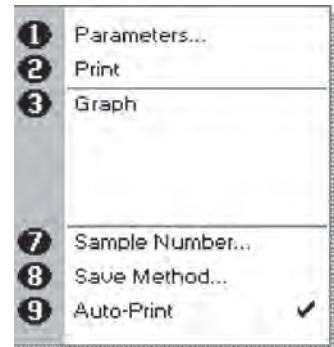 1 Parameters...
2 Print
3 Graph
7 Sample Number...
8 Save Method...
9 Auto-Print ✔